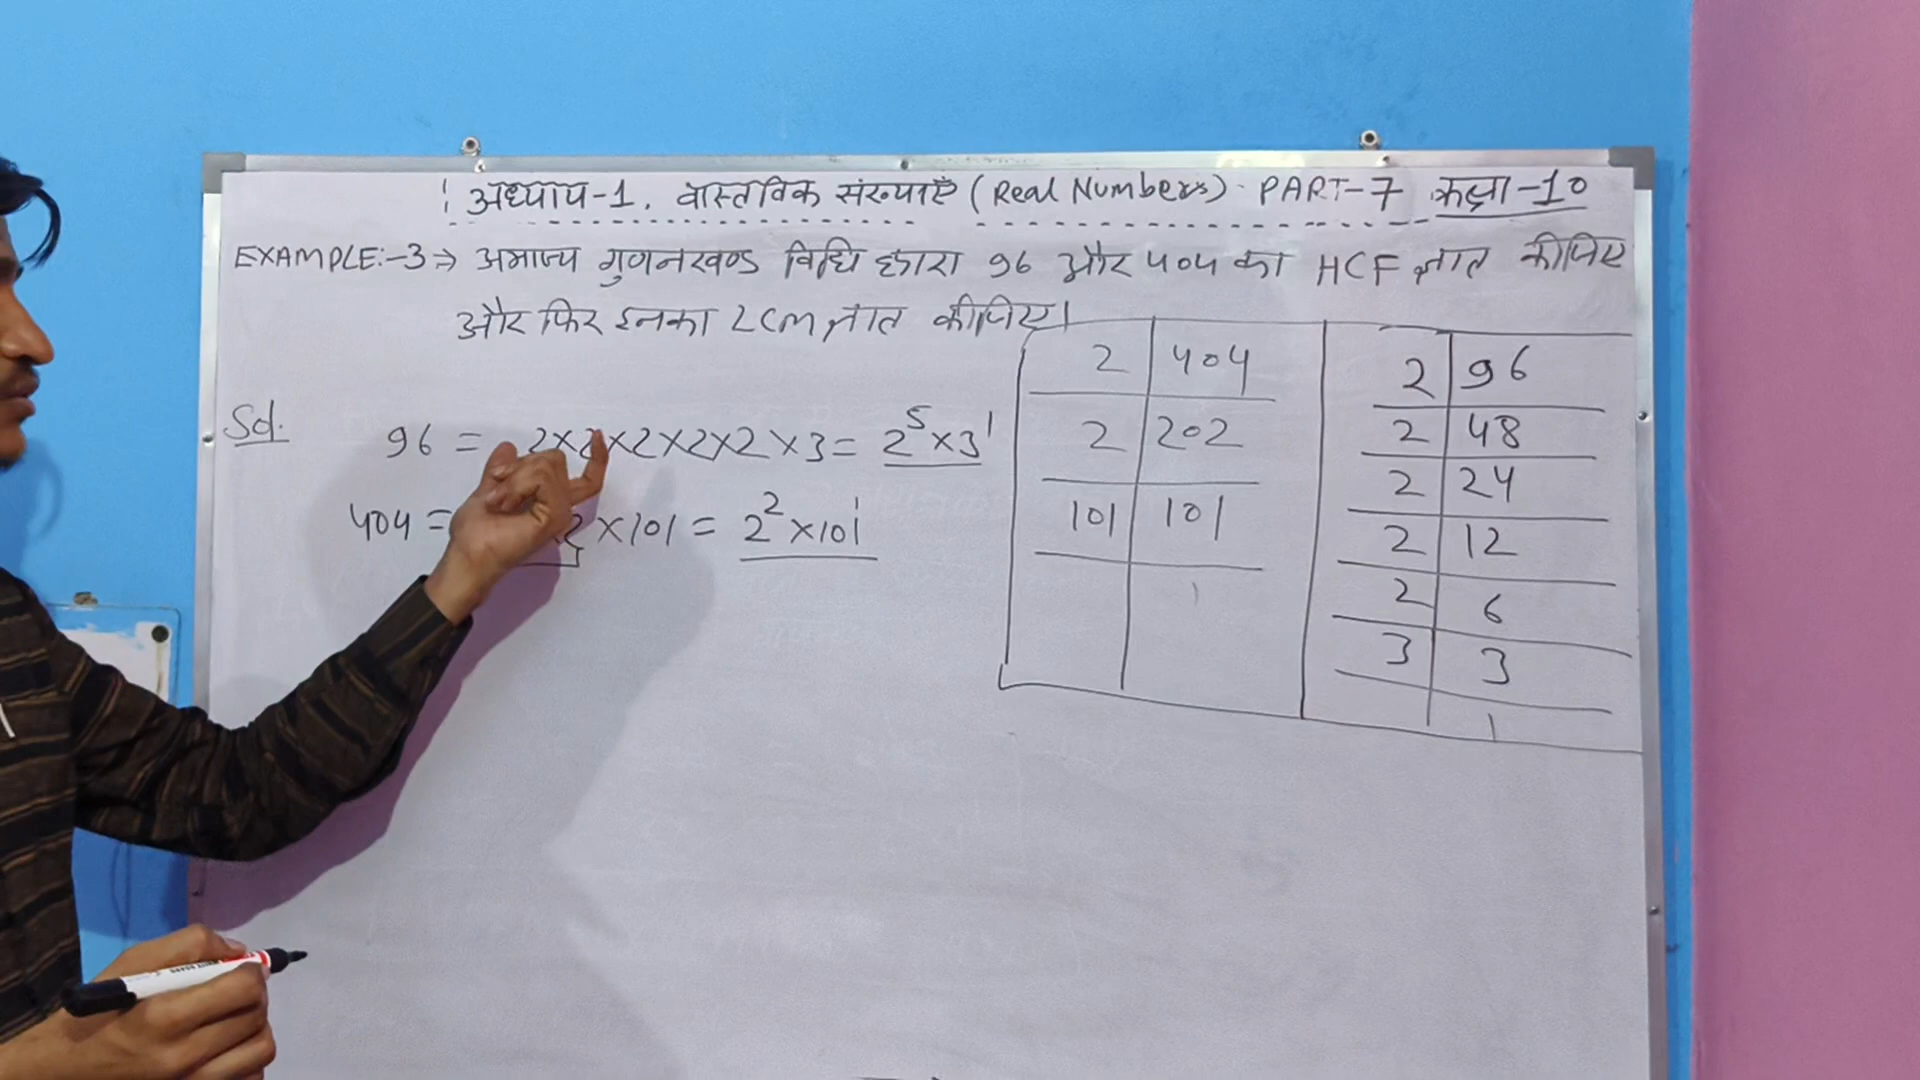 अध्याय-1. वास्तविक संख्याएँ (Real Numbers). PART-7 कक्षा-10
EXAMPLE:-3⇒ अभाज्य गुणनखण्ड विधि द्वारा 96 और 404 का HCF ज्ञात कीजिए
और फिर इनका LCM ज्ञात कीजिए।
Sol.
96 = 2×2×2×2×2×3 = 2⁵×3¹
404 = ×2×101 = 2²×101¹
2 | 404
2 | 202
101 | 101
1
2 | 96
2 | 48
2 | 24
2 | 12
2 | 6
3 | 3
1